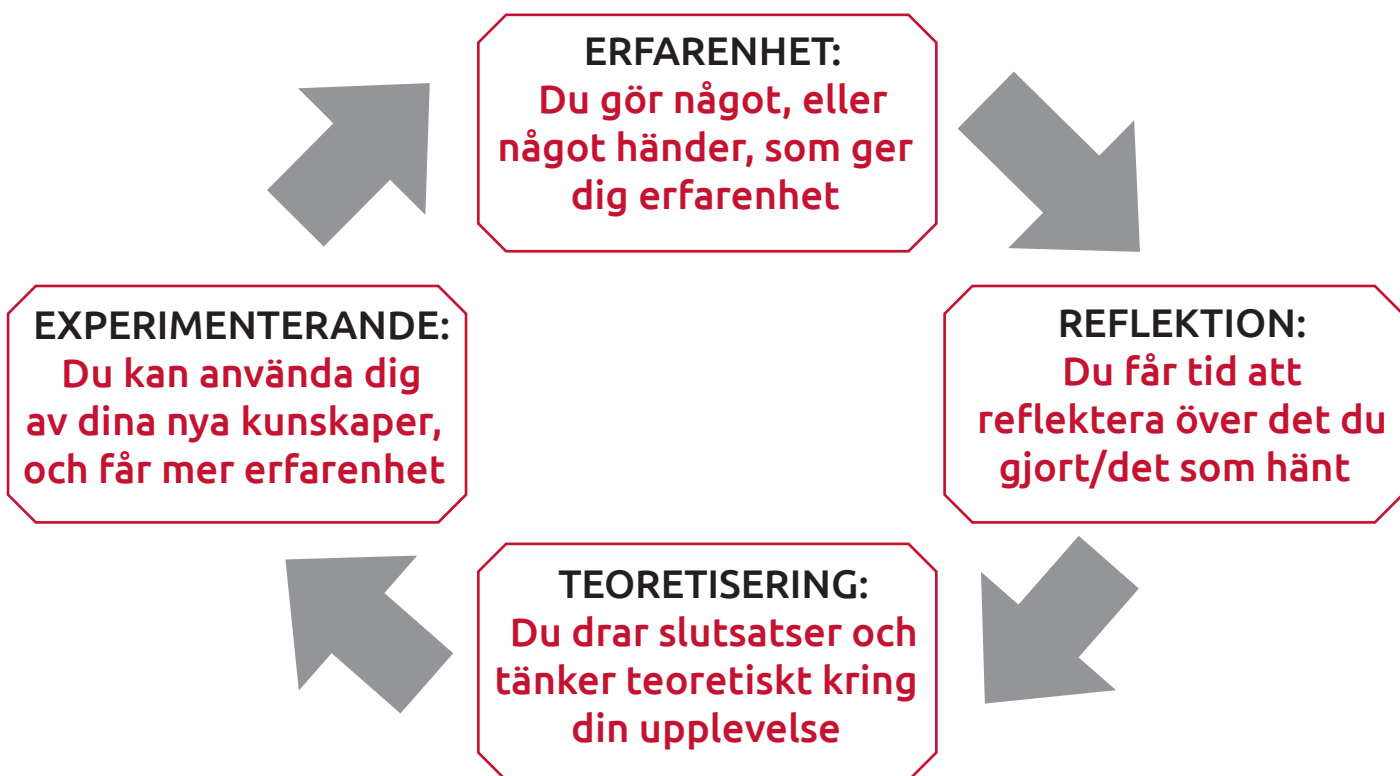 ERFARENHET:
Du gör något, eller
något händer, som ger
dig erfarenhet
REFLEKTION:
Du får tid att
reflektera över det du
gjort/det som hänt
TEORETISERING:
Du drar slutsatser och
tänker teoretiskt kring
din upplevelse
EXPERIMENTERANDE:
Du kan använda dig
av dina nya kunskaper,
och får mer erfarenhet